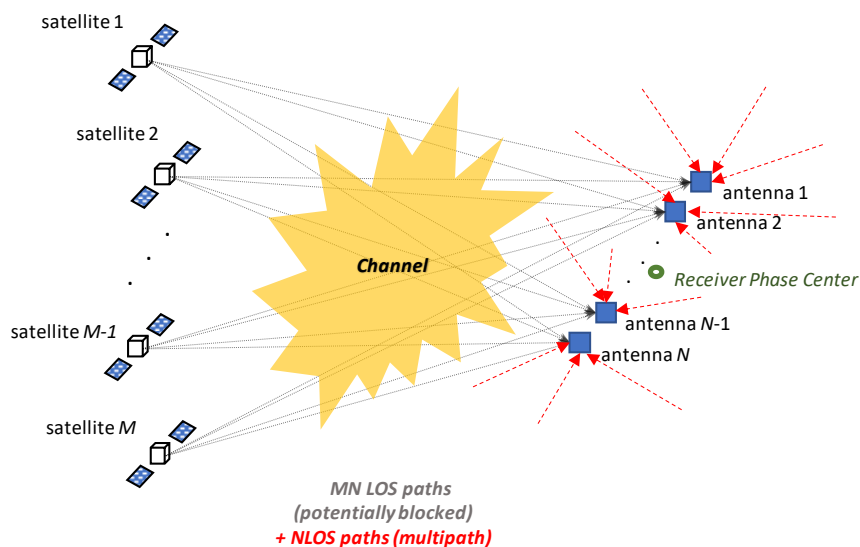 satellite 1
satellite 2
antenna 1
antenna 2
Channel
Receiver Phase Center
satellite M-1
antenna N-1
antenna N
satellite M
MN LOS paths
(potentially blocked)
+ NLOS paths (multipath)